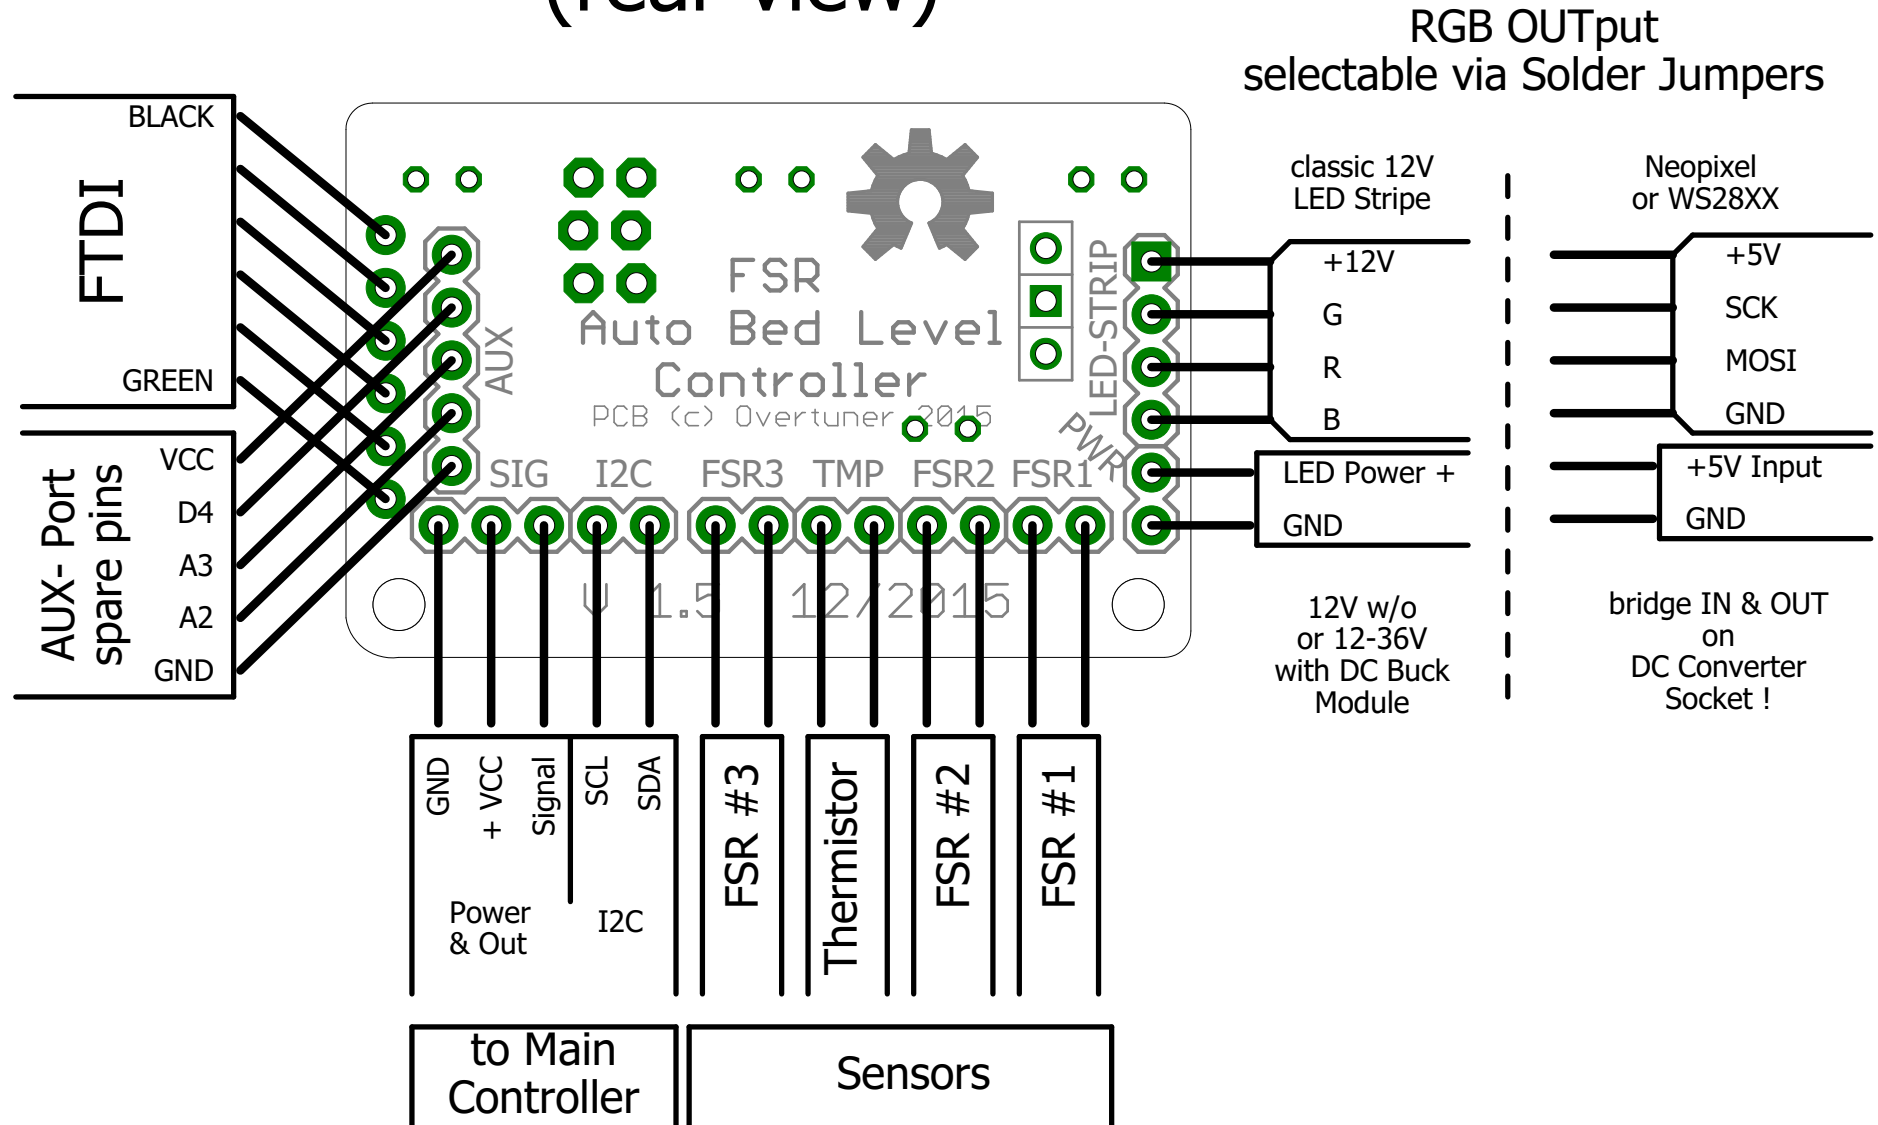 (rear view)
RGB OUTput
selectable via Solder Jumpers
BLACK
FTDI
GREEN
AUX- Port
spare pins
VCC
D4
A3
A2
GND
FSR
Auto Bed Level
Controller
PCB (c) Overtuner 2015
AUX
LED-STRIP
PWR
SIG
I2C
FSR3
TMP
FSR2
FSR1
V 1.5
12/2015
classic 12V
LED Stripe
+12V
G
R
B
LED Power +
GND
12V w/o
or 12-36V
with DC Buck
Module
Neopixel
or WS28XX
+5V
SCK
MOSI
GND
+5V Input
GND
bridge IN & OUT
on
DC Converter
Socket !
GND
+ VCC
Signal
SCL
SDA
Power
& Out
I2C
FSR #3
Thermistor
FSR #2
FSR #1
to Main
Controller
Sensors